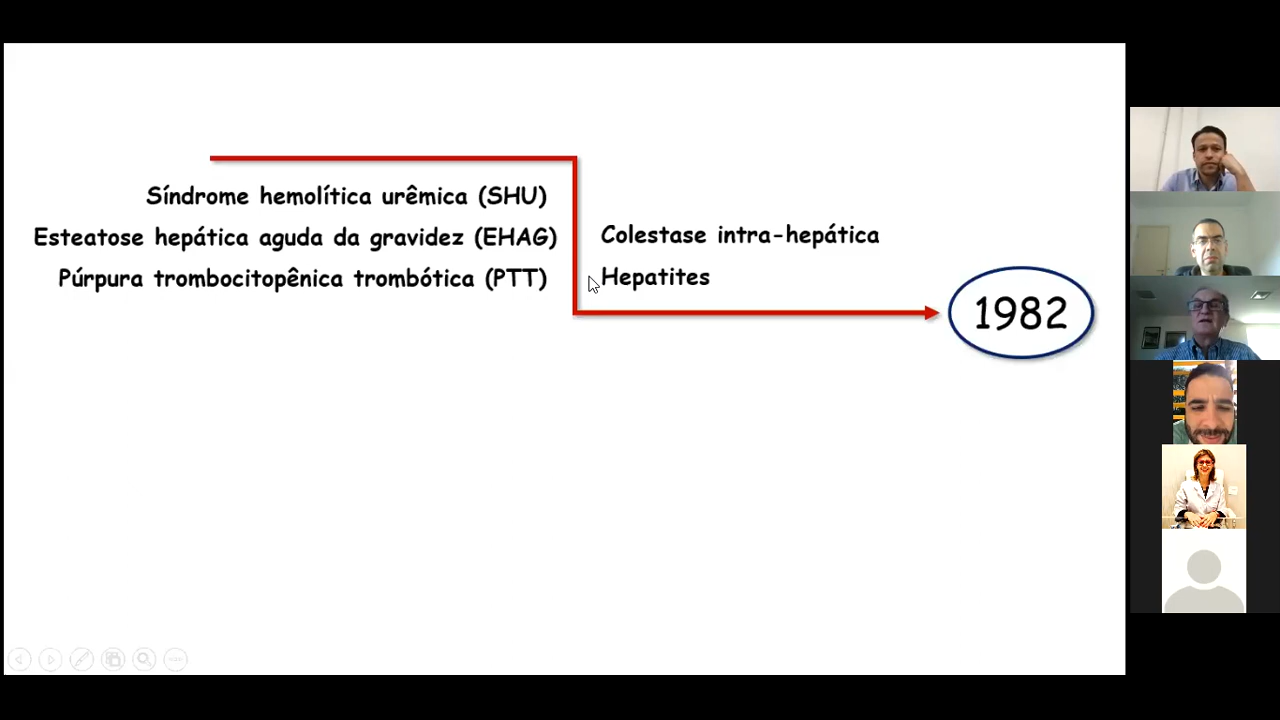 Síndrome hemolítica urêmica (SHU)
Esteatose hepática aguda da gravidez (EHAG)
Púrpura trombocitopênica trombótica (PTT)
Colestase intra-hepática
Hepatites
1982